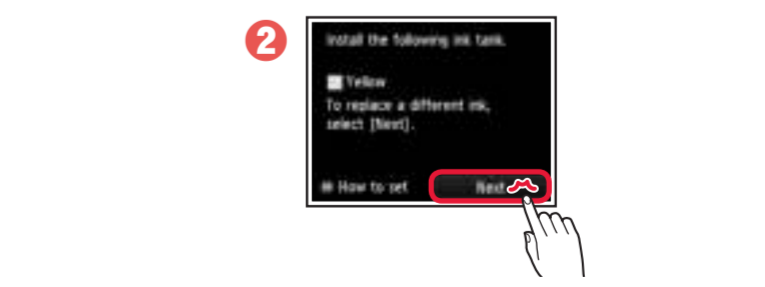 2
Install the following ink tank.
Yellow
To replace a different ink,
select [Next].
How to set
Next